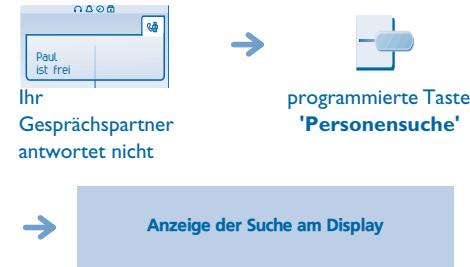 Paul
ist frei
Ihr
Gesprächspartner
antwortet nicht
programmierte Taste
'Personensuche'
Anzeige der Suche am Display